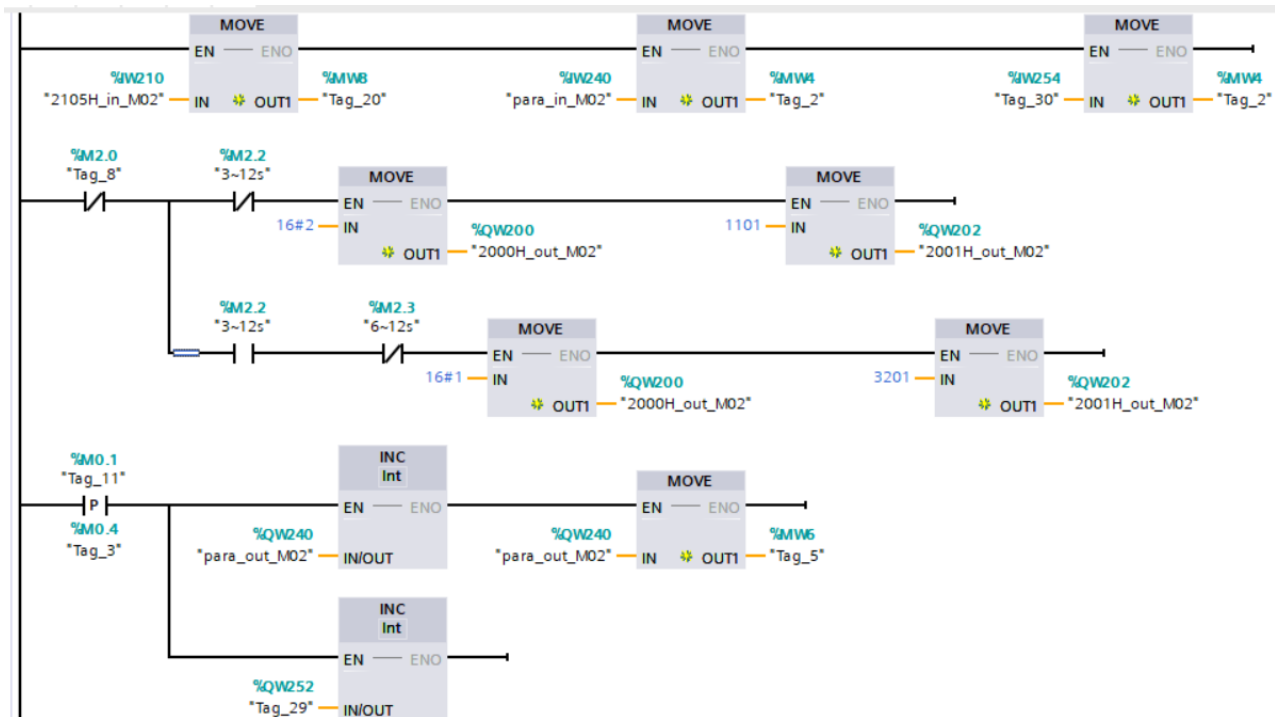 MOVE MOVE MOVE
EN ENO EN ENO EN ENO
%IW210 %MW8 %IW240 %MW4 %IW254 %MW4
"2105H_in_M02" IN OUT1 "Tag_20" "para_in_M02" IN OUT1 "Tag_2" "Tag_30" IN OUT1 "Tag_2"
%M2.0 %M2.2
"Tag_8" "3~12s"
MOVE MOVE
EN ENO EN ENO
16#2 IN %QW200 1101 IN %QW202
OUT1 "2000H_out_M02" OUT1 "2001H_out_M02"
%M2.2 %M2.3
"3~12s" "6~12s"
MOVE MOVE
EN ENO EN ENO
16#1 IN %QW200 3201 IN %QW202
OUT1 "2000H_out_M02" OUT1 "2001H_out_M02"
%M0.1 INC
"Tag_11" Int MOVE
P EN ENO EN ENO
%M0.4 %QW240 %QW240 %MW6
"Tag_3" "para_out_M02" IN/OUT "para_out_M02" IN OUT1 "Tag_5"
INC
Int
EN ENO
%QW252
"Tag_29" IN/OUT